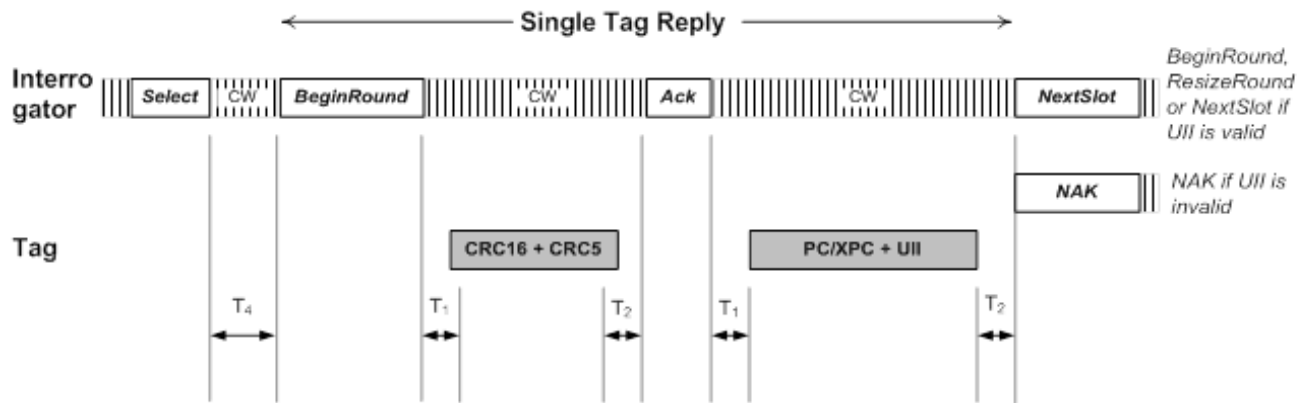 Single Tag Reply
Interro
gator
Select
CW
BeginRound
CW
Ack
CW
NextSlot
BeginRound,
ResizeRound
or NextSlot if
UII is valid
NAK
NAK if UII is
invalid
Tag
CRC16 + CRC5
PC/XPC + UII
T₄
T₁
T₂
T₁
T₂